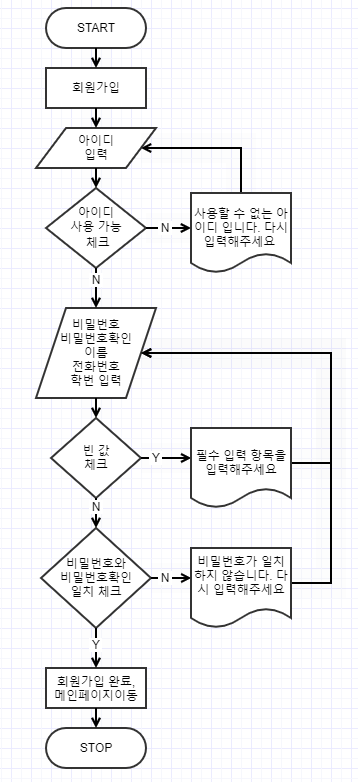 START
회원가입
아이디
입력
아이디
사용 가능
체크
N
사용할 수 없는 아
이디 입니다. 다시
입력해주세요
N
비밀번호
비밀번호확인
이름
전화번호
학번 입력
빈 값
체크
Y
필수 입력 항목을
입력해주세요
N
비밀번호와
비밀번호확인
일치 체크
N
비밀번호가 일치
하지 않습니다. 다
시 입력해주세요
Y
회원가입 완료,
메인페이지이동
STOP